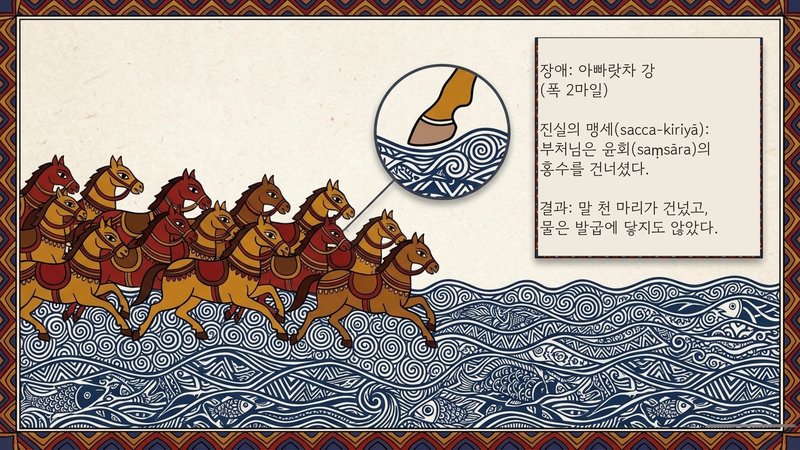 장애: 아빠랏차 강
(폭 2마일)
진실의 맹세(sacca-kiriyā):
부처님은 윤회(saṃsāra)의
홍수를 건너셨다.
결과: 말 천 마리가 건넜고,
물은 발굽에 닿지도 않았다.